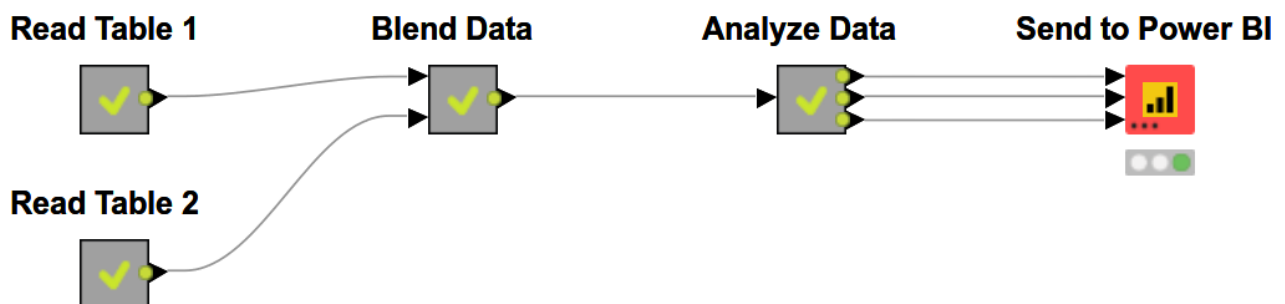 Read Table 1
Blend Data
Analyze Data
Send to Power BI
Read Table 2